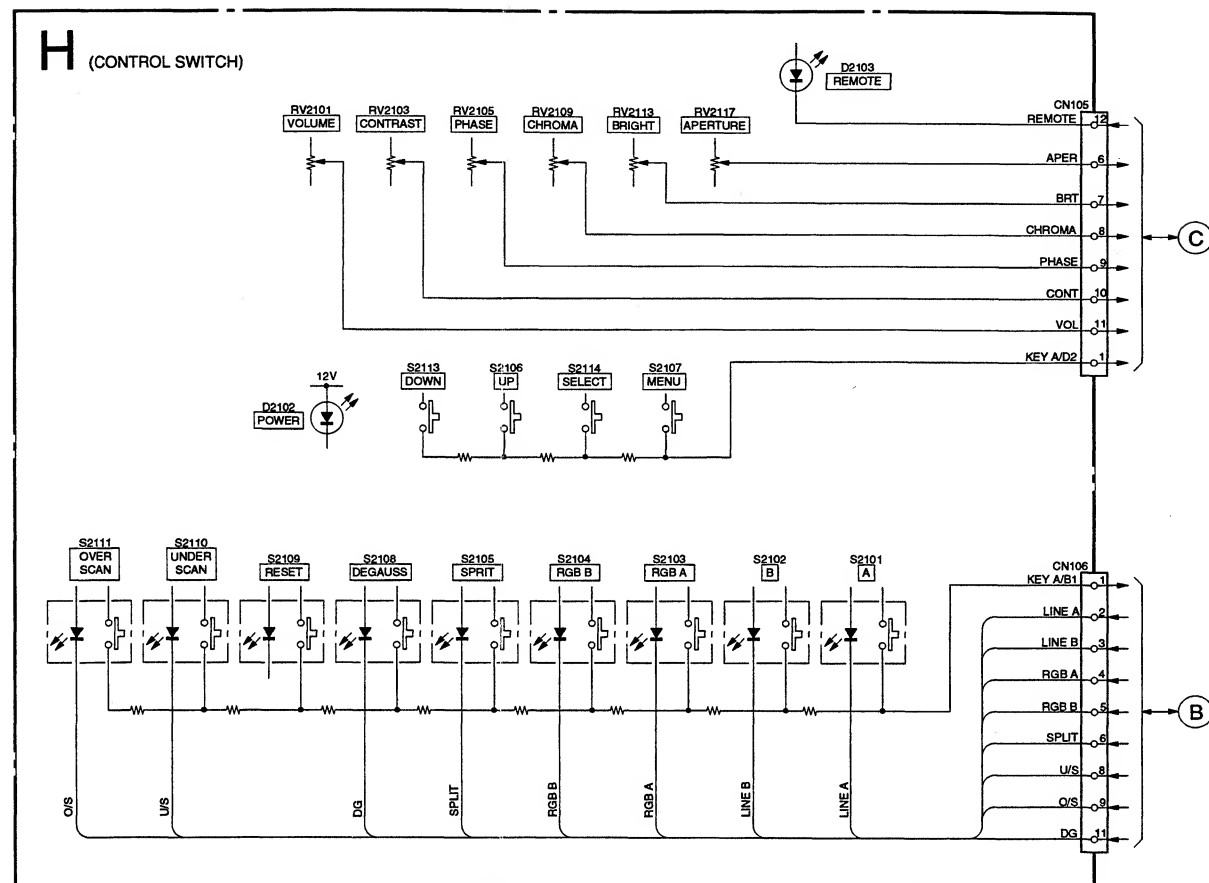 H (CONTROL SWITCH)
D2103
REMOTE
CN105
RV2101
VOLUME
RV2103
CONTRAST
RV2105
PHASE
RV2109
CHROMA
RV2113
BRIGHT
RV2117
APERTURE
REMOTE 12
APER 6
BRT 7
CHROMA 8
PHASE 9
CONT 10
VOL 11
KEY A/D2 1
C
12V
D2102
POWER
S2113
DOWN
S2106
UP
S2114
SELECT
S2107
MENU
S2111
OVER
SCAN
S2110
UNDER
SCAN
S2109
RESET
S2108
DEGAUSS
S2105
SPRIT
S2104
RGB B
S2103
RGB A
S2102
B
S2101
A
CN106
KEY A/B1 1
LINE A 2
LINE B 3
RGB A 4
RGB B 5
SPLIT 6
U/S 8
O/S 9
DG 11
B
O/S
U/S
DG
SPLIT
RGB B
RGB A
LINE B
LINE A